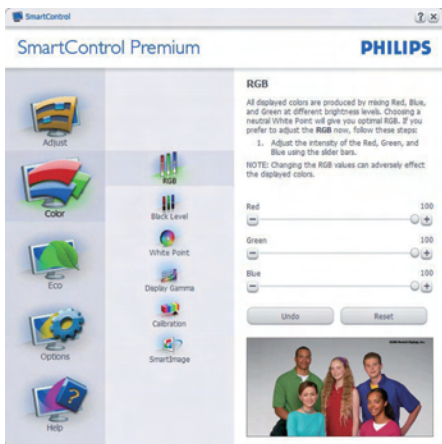 SmartControl
SmartControl Premium
PHILIPS
Adjust
Color
Eco
Options
Help
RGB
Black Level
White Point
Display Gamma
Calibration
SmartImage
RGB
All displayed colors are produced by mixing Red, Blue,
and Green at different brightness levels. Choosing a
neutral White Point will give you optimal RGB. If you
prefer to adjust the RGB now, follow these steps:
1. Adjust the intensity of the Red, Green, and
Blue using the slider bars.
NOTE: Changing the RGB values can adversely effect
the displayed colors.
Red 100
Green 100
Blue 100
Undo Reset